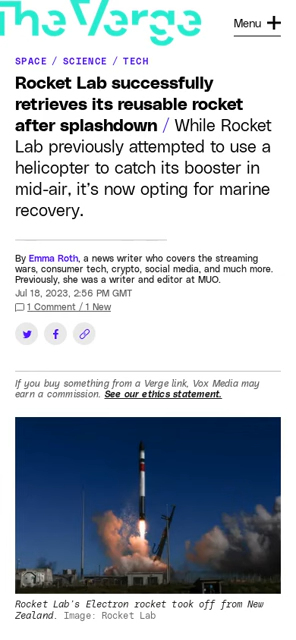 The Verge
Menu
SPACE / SCIENCE / TECH
Rocket Lab successfully
retrieves its reusable rocket
after splashdown / While Rocket
Lab previously attempted to use a
helicopter to catch its booster in
mid-air, it's now opting for marine
recovery.
By Emma Roth, a news writer who covers the streaming
wars, consumer tech, crypto, social media, and much more.
Previously, she was a writer and editor at MUO.
Jul 18, 2023, 2:56 PM GMT
1 Comment / 1 New
If you buy something from a Verge link, Vox Media may
earn a commission. See our ethics statement.
Rocket Lab's Electron rocket took off from New
Zealand. Image: Rocket Lab